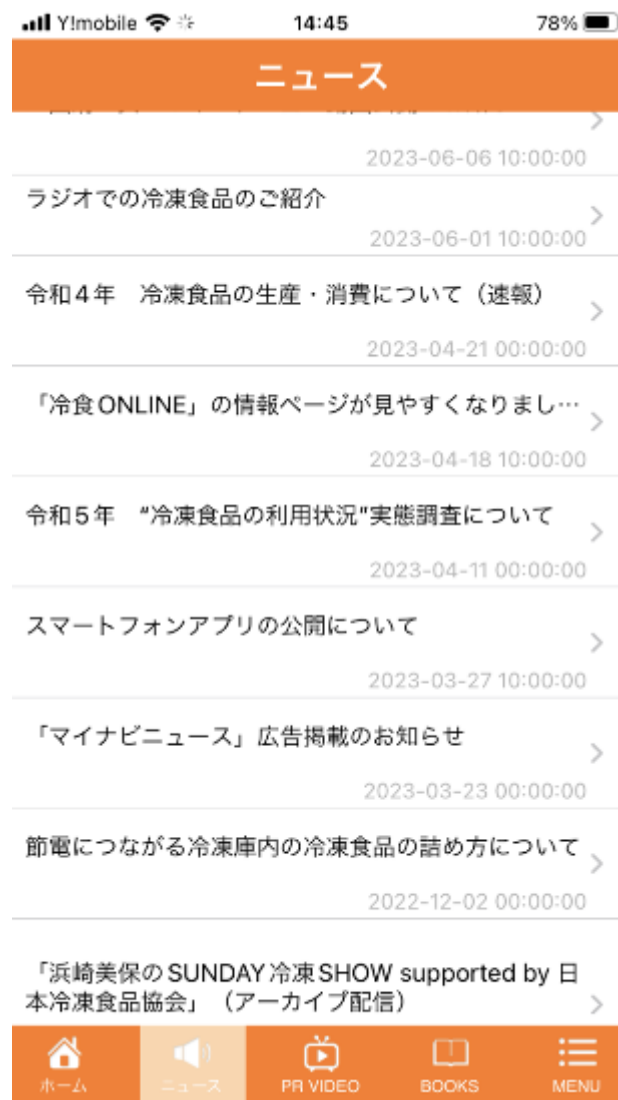 Y!mobile 14:45 78%
ニュース
2023-06-06 10:00:00
ラジオでの冷凍食品のご紹介
2023-06-01 10:00:00
令和4年　冷凍食品の生産・消費について（速報）
2023-04-21 00:00:00
「冷食ONLINE」の情報ページが見やすくなりまし…
2023-04-18 10:00:00
令和5年　“冷凍食品の利用状況"実態調査について
2023-04-11 00:00:00
スマートフォンアプリの公開について
2023-03-27 10:00:00
「マイナビニュース」広告掲載のお知らせ
2023-03-23 00:00:00
節電につながる冷凍庫内の冷凍食品の詰め方について
2022-12-02 00:00:00
「浜崎美保のSUNDAY冷凍SHOW supported by 日
本冷凍食品協会」（アーカイブ配信）
ホーム ニュース PR VIDEO BOOKS MENU